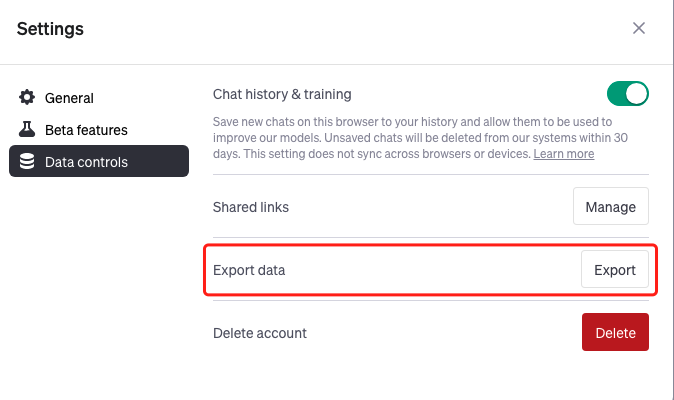 Settings
General
Beta features
Data controls
Chat history & training
Save new chats on this browser to your history and allow them to be used to
improve our models. Unsaved chats will be deleted from our systems within 30
days. This setting does not sync across browsers or devices. Learn more
Shared links
Manage
Export data
Export
Delete account
Delete